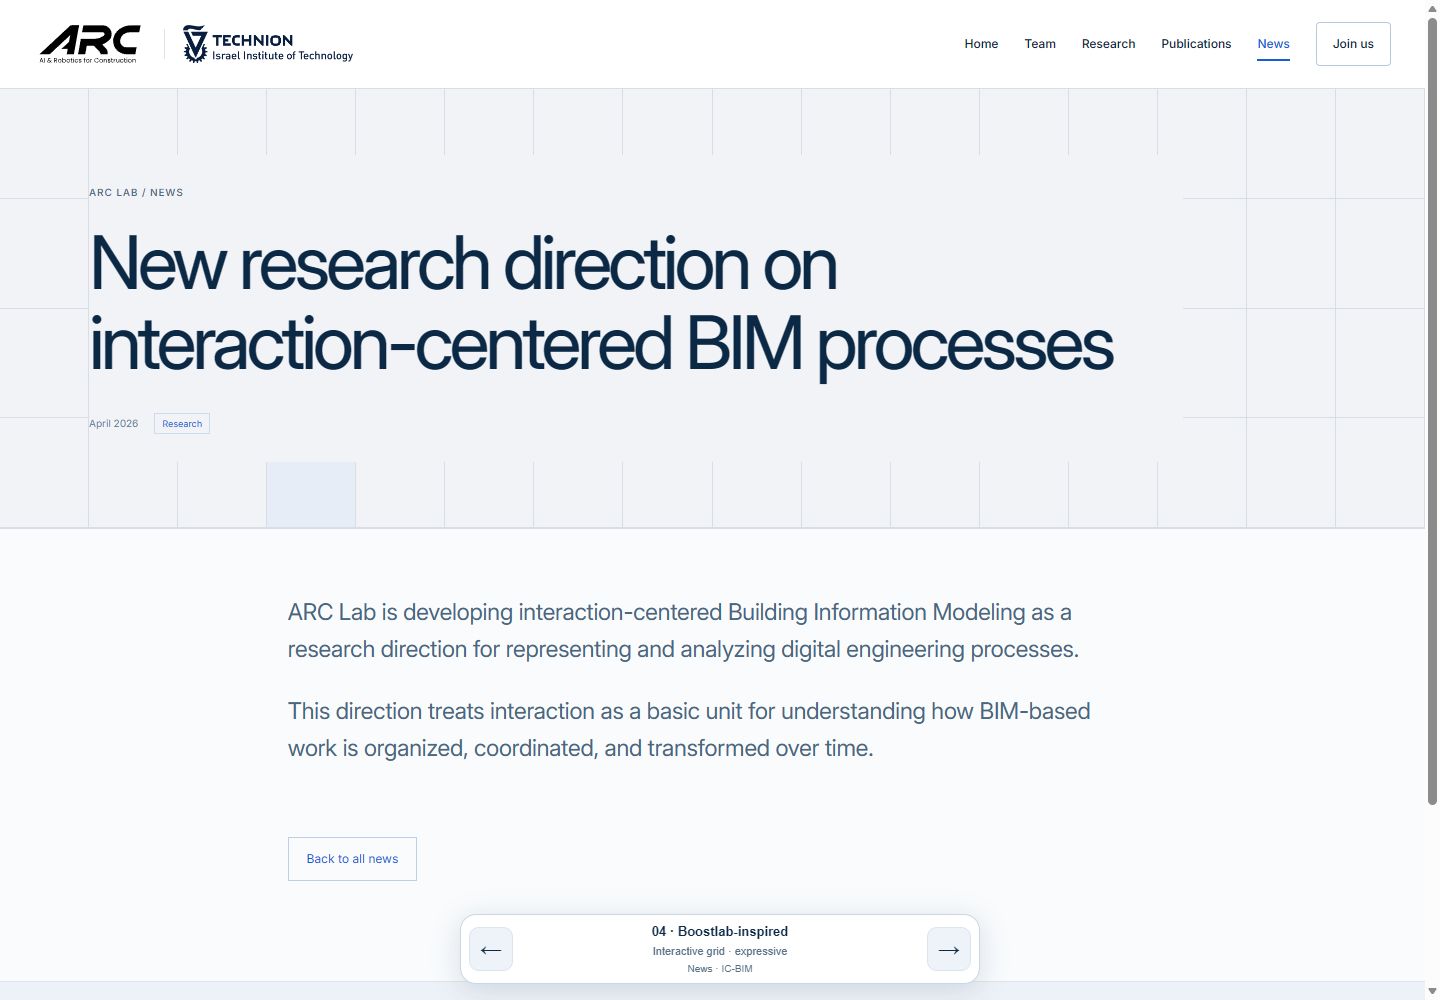 ARC
AI & Robotics for Construction
TECHNION
Israel Institute of Technology
Home
Team
Research
Publications
News
Join us
ARC LAB / NEWS
New research direction on
interaction-centered BIM processes
April 2026
Research
ARC Lab is developing interaction-centered Building Information Modeling as a
research direction for representing and analyzing digital engineering processes.
This direction treats interaction as a basic unit for understanding how BIM-based
work is organized, coordinated, and transformed over time.
Back to all news
←
04 · Boostlab-inspired
Interactive grid · expressive
News · IC-BIM
→